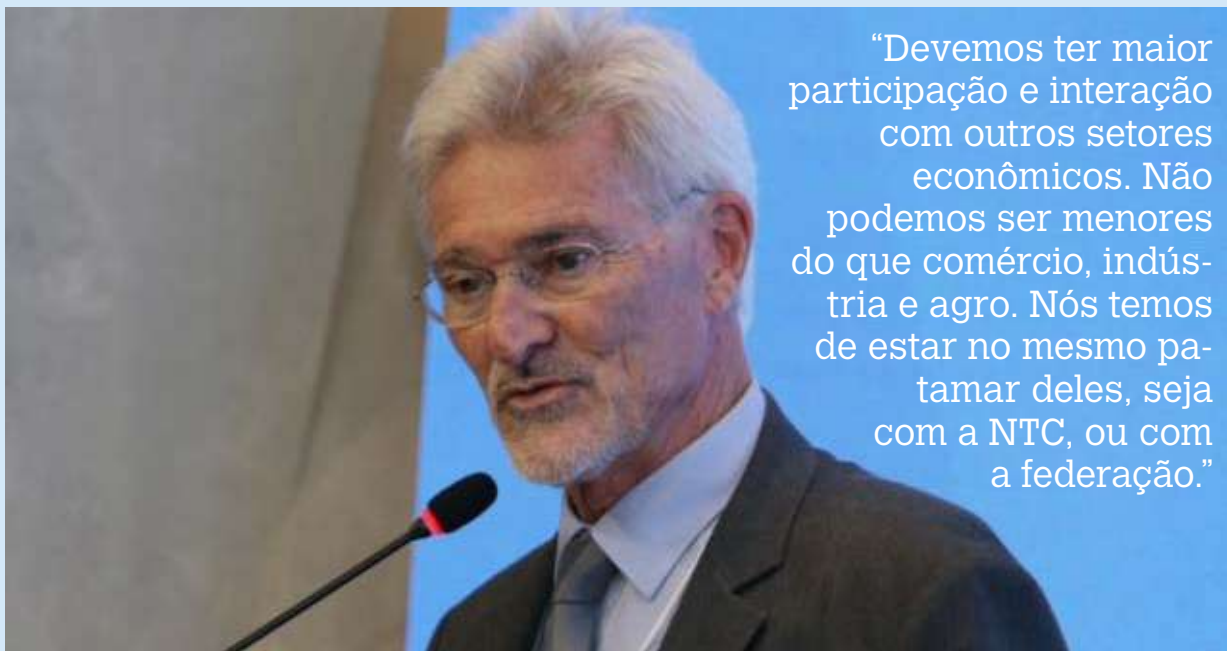 “Devemos ter maior
participação e interação
com outros setores
econômicos. Não
podemos ser menores
do que comércio, indús-
tria e agro. Nós temos
de estar no mesmo pa-
tamar deles, seja
com a NTC, ou com
a federação.”